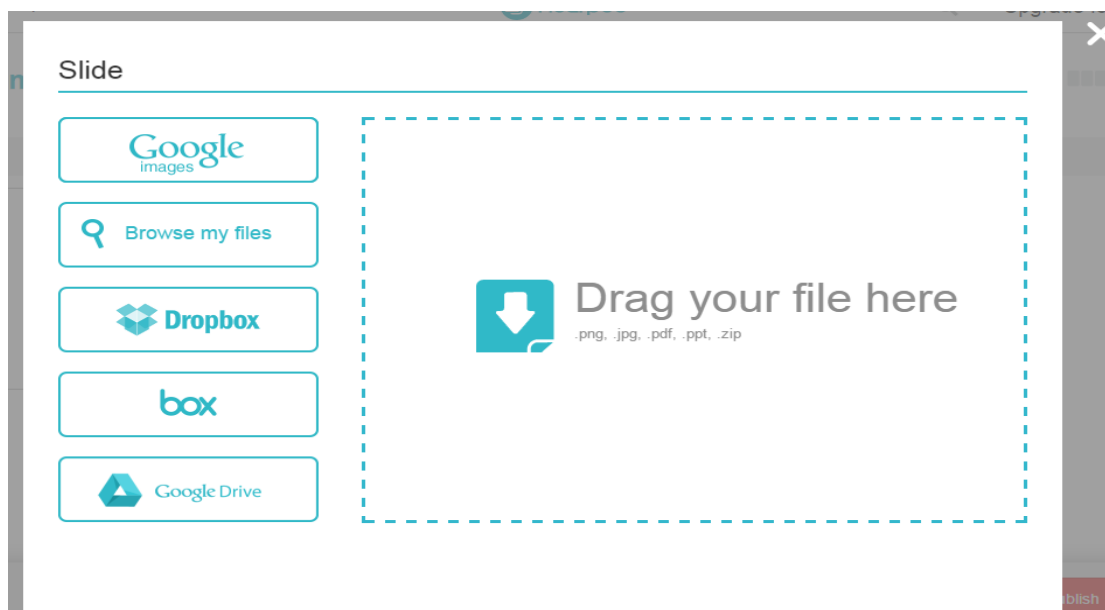 Slide
Google
images
Browse my files
Dropbox
box
Google Drive
Drag your file here
.png, .jpg, .pdf, .ppt, .zip